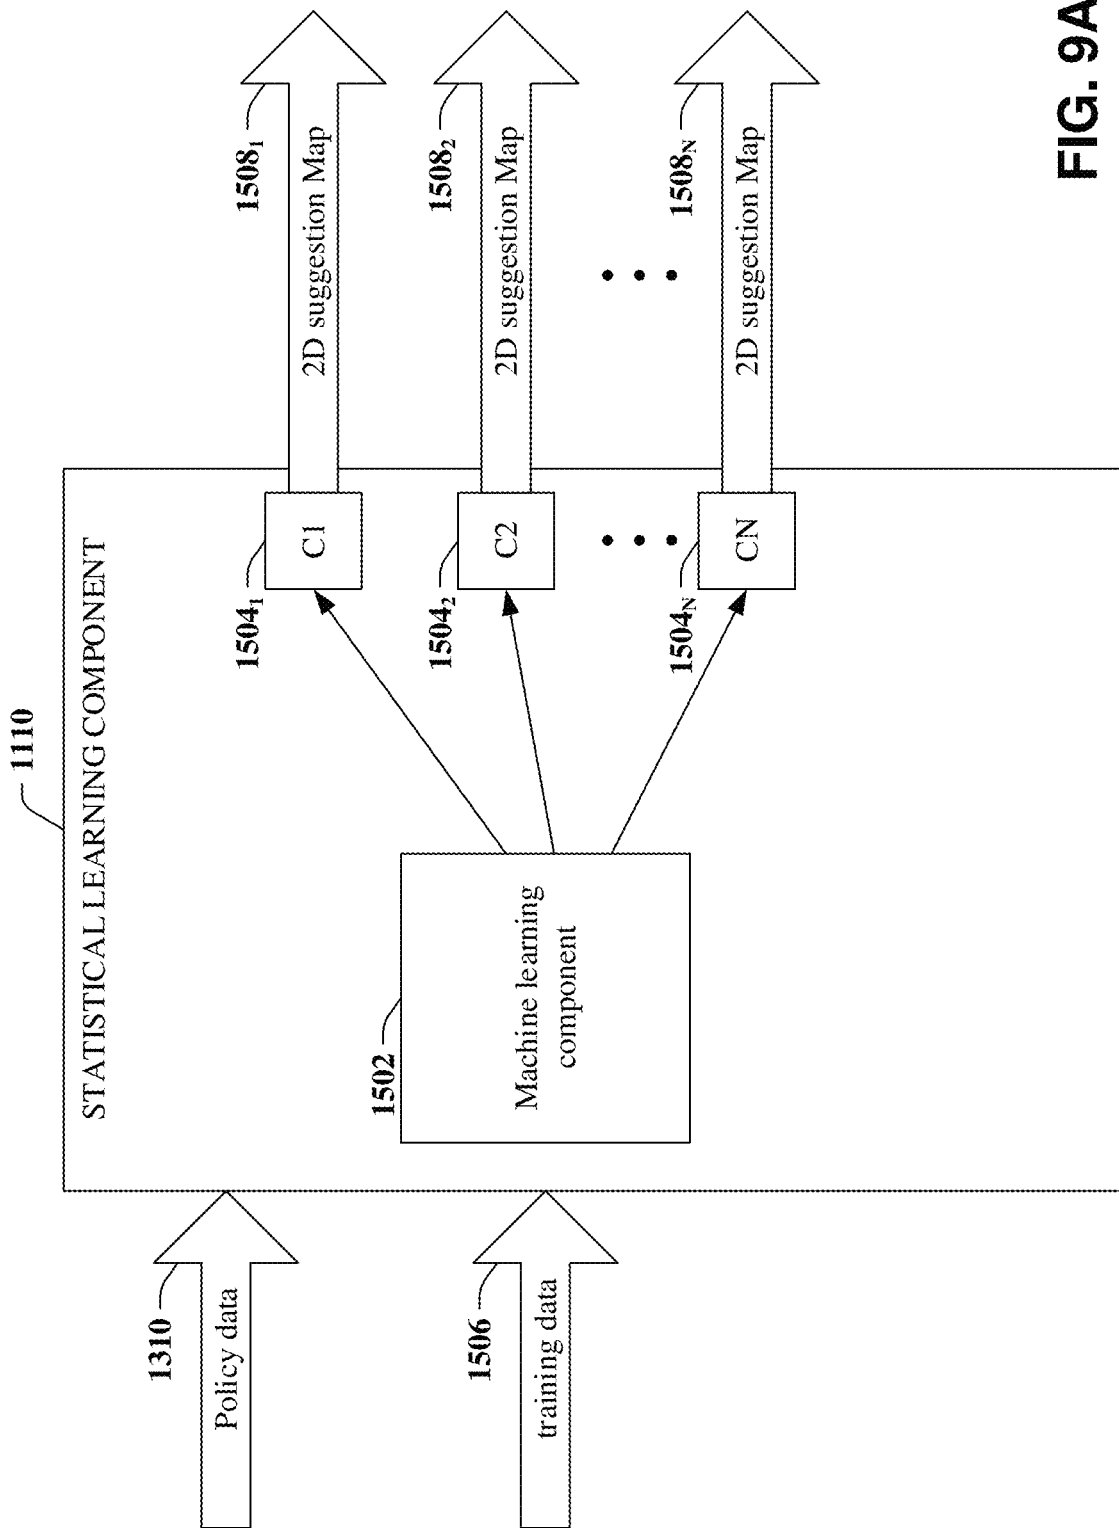 1110
STATISTICAL LEARNING COMPONENT
1310
Policy data
1506
training data
1502
Machine learning
component
1504₁
C1
1504₂
C2
1504N
CN
1508₁
2D suggestion Map
1508₂
2D suggestion Map
1508N
2D suggestion Map
FIG. 9A